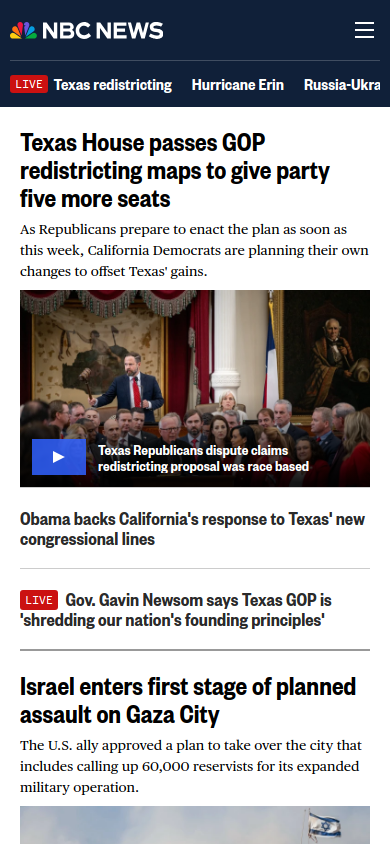 NBC NEWS
LIVE Texas redistricting Hurricane Erin Russia-Ukra
Texas House passes GOP
redistricting maps to give party
five more seats
As Republicans prepare to enact the plan as soon as
this week, California Democrats are planning their own
changes to offset Texas' gains.
Texas Republicans dispute claims
redistricting proposal was race based
Obama backs California's response to Texas' new
congressional lines
LIVE Gov. Gavin Newsom says Texas GOP is
'shredding our nation's founding principles'
Israel enters first stage of planned
assault on Gaza City
The U.S. ally approved a plan to take over the city that
includes calling up 60,000 reservists for its expanded
military operation.